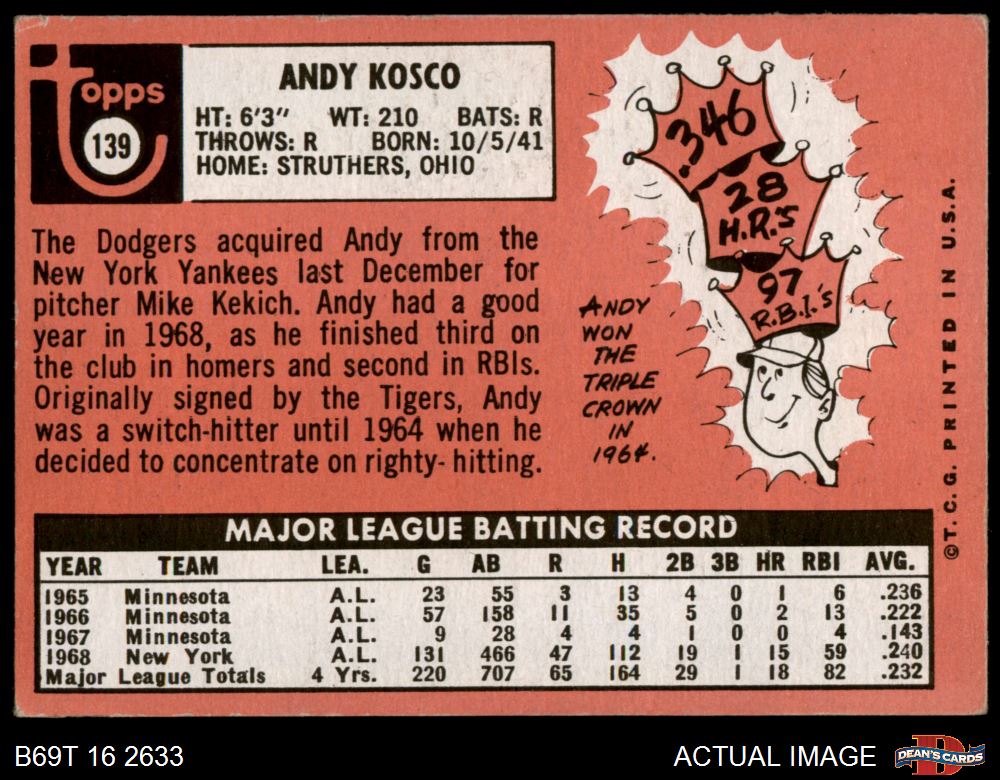 Topps
139
ANDY KOSCO
HT: 6'3" WT: 210 BATS: R
THROWS: R BORN: 10/5/41
HOME: STRUTHERS, OHIO
The Dodgers acquired Andy from the
New York Yankees last December for
pitcher Mike Kekich. Andy had a good
year in 1968, as he finished third on
the club in homers and second in RBIs.
Originally signed by the Tigers, Andy
was a switch-hitter until 1964 when he
decided to concentrate on righty- hitting.
.346
28
H.R.'S
97
R.B.I.'s
ANDY
WON
THE
TRIPLE
CROWN
IN
1964.
©T. C. G. PRINTED IN U.S.A.
MAJOR LEAGUE BATTING RECORD
YEAR TEAM LEA. G AB R H 2B 3B HR RBI AVG.
1965 Minnesota A.L. 23 55 3 13 4 0 1 6 .236
1966 Minnesota A.L. 57 158 11 35 5 0 2 13 .222
1967 Minnesota A.L. 9 28 4 4 1 0 0 4 .143
1968 New York A.L. 131 466 47 112 19 1 15 59 .240
Major League Totals 4 Yrs. 220 707 65 164 29 1 18 82 .232
B69T 16 2633
ACTUAL IMAGE
DEAN'S CARDS